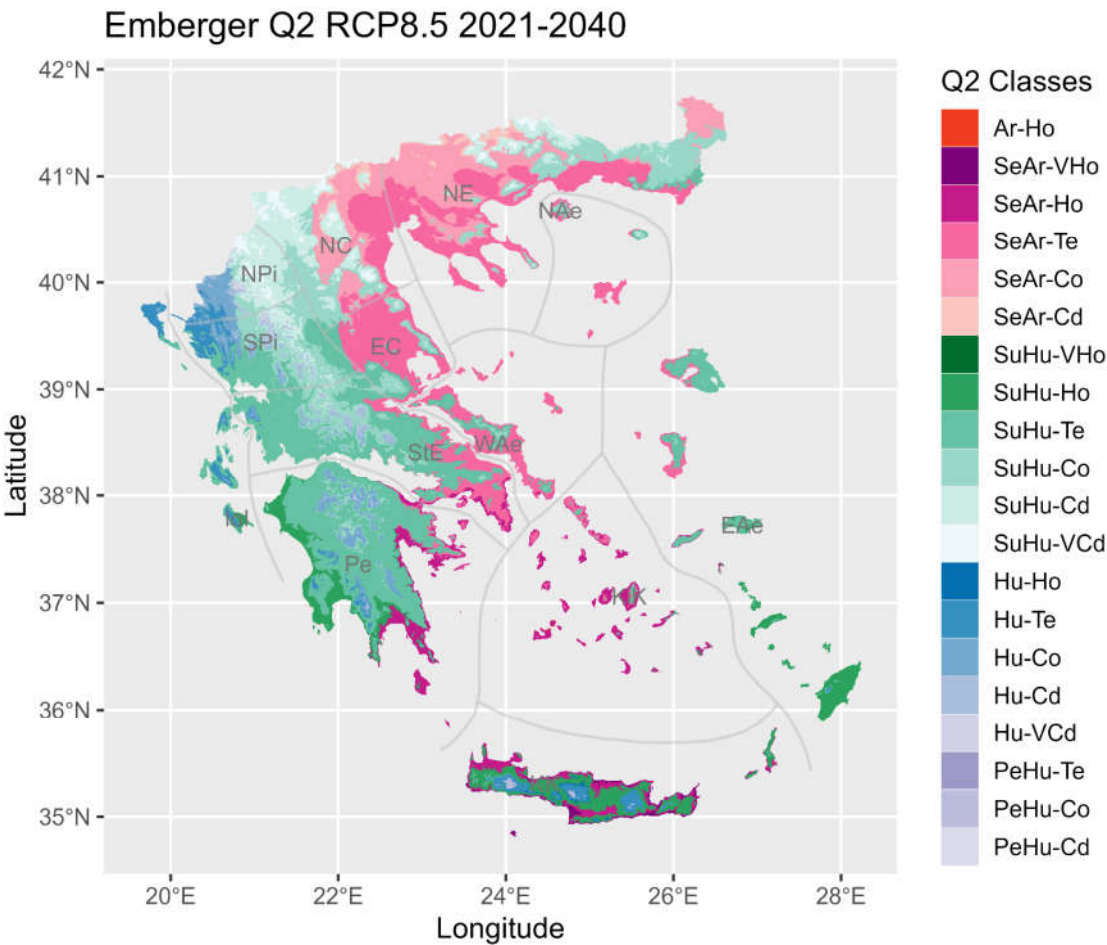 Emberger Q2 RCP8.5 2021-2040
42°N
41°N
40°N
39°N
38°N
37°N
36°N
35°N
Latitude
20°E
22°E
24°E
26°E
28°E
Longitude
NE
NAe
NC
NPi
SPi
EC
StE
WAe
EAe
Pe
Q2 Classes
Ar-Ho
SeAr-VHo
SeAr-Ho
SeAr-Te
SeAr-Co
SeAr-Cd
SuHu-VHo
SuHu-Ho
SuHu-Te
SuHu-Co
SuHu-Cd
SuHu-VCd
Hu-Ho
Hu-Te
Hu-Co
Hu-Cd
Hu-VCd
PeHu-Te
PeHu-Co
PeHu-Cd